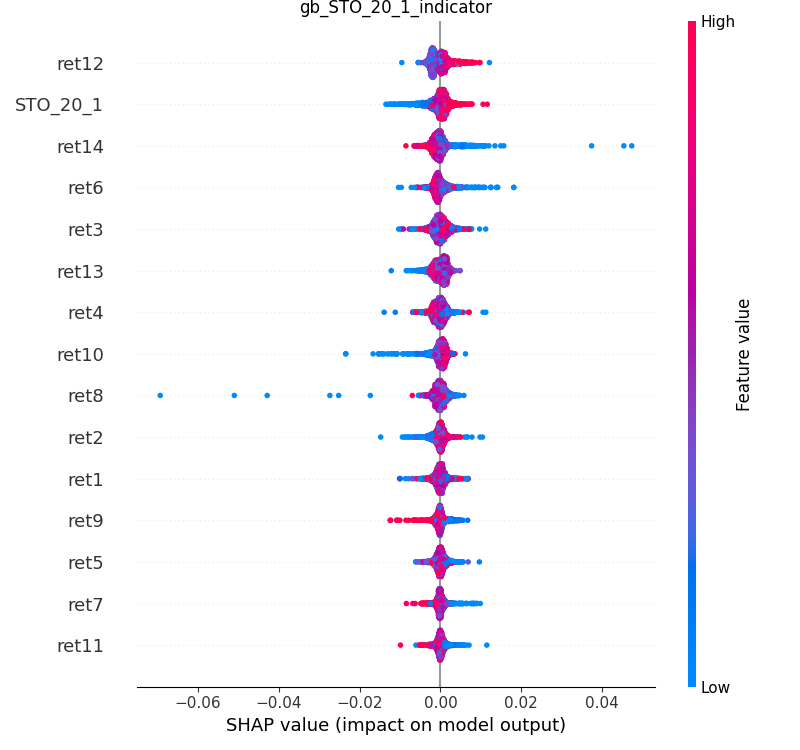 gb_STO_20_1_indicator
High
ret12
STO_20_1
ret14
ret6
ret3
ret13
ret4
ret10
ret8
ret2
ret1
ret9
ret5
ret7
ret11
Feature value
Low
−0.06 −0.04 −0.02 0.00 0.02 0.04
SHAP value (impact on model output)